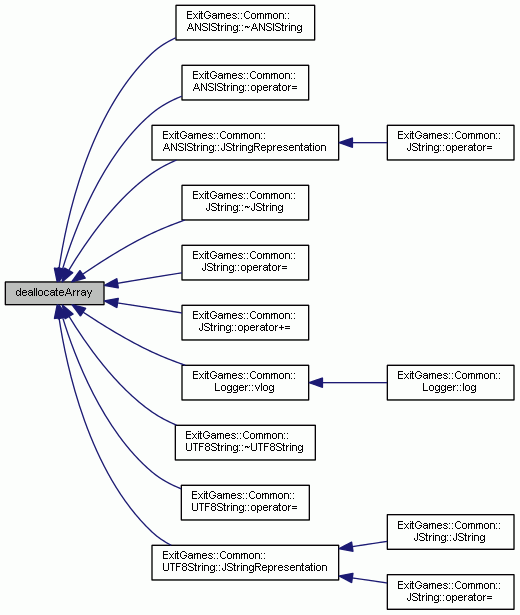 ExitGames::Common::
ANSIString::~ANSIString
ExitGames::Common::
ANSIString::operator=
ExitGames::Common::
ANSIString::JStringRepresentation
ExitGames::Common::
JString::operator=
ExitGames::Common::
JString::~JString
ExitGames::Common::
JString::operator=
deallocateArray
ExitGames::Common::
JString::operator+=
ExitGames::Common::
Logger::vlog
ExitGames::Common::
Logger::log
ExitGames::Common::
UTF8String::~UTF8String
ExitGames::Common::
UTF8String::operator=
ExitGames::Common::
UTF8String::JStringRepresentation
ExitGames::Common::
JString::JString
ExitGames::Common::
JString::operator=